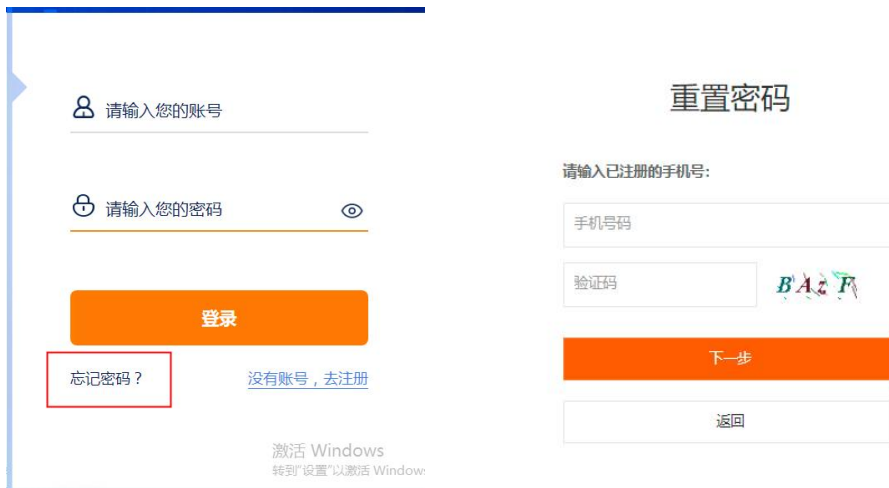 请输入您的账号
请输入您的密码
登录
忘记密码？
没有账号，去注册
激活 Windows
转到“设置”以激活 Windows
重置密码
请输入已注册的手机号：
手机号码
验证码
BAzF
下一步
返回